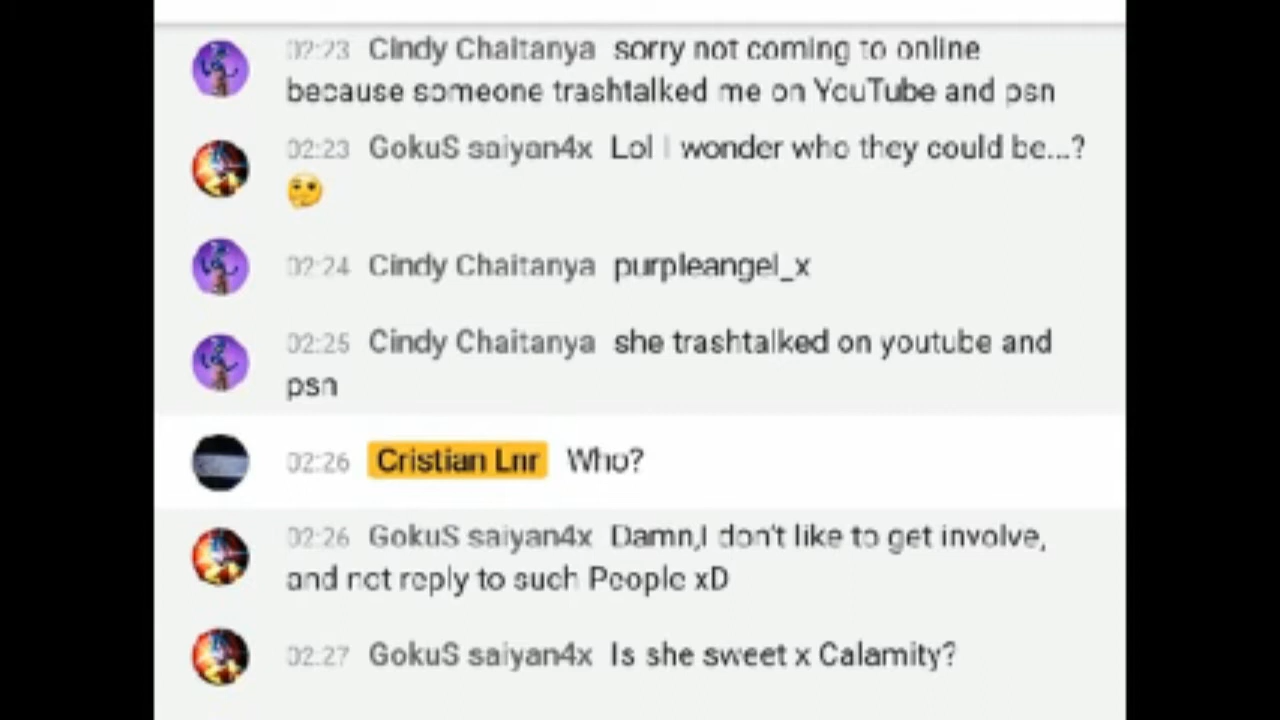 02:23 Cindy Chaitanya sorry not coming to online
because someone trashtalked me on YouTube and psn
02:23 GokuS saiyan4x Lol I wonder who they could be...?
🤔
02:24 Cindy Chaitanya purpleangel_x
02:25 Cindy Chaitanya she trashtalked on youtube and
psn
02:26 Cristian Lnr Who?
02:26 GokuS saiyan4x Damn,I don't like to get involve,
and not reply to such People xD
02:27 GokuS saiyan4x Is she sweet x Calamity?